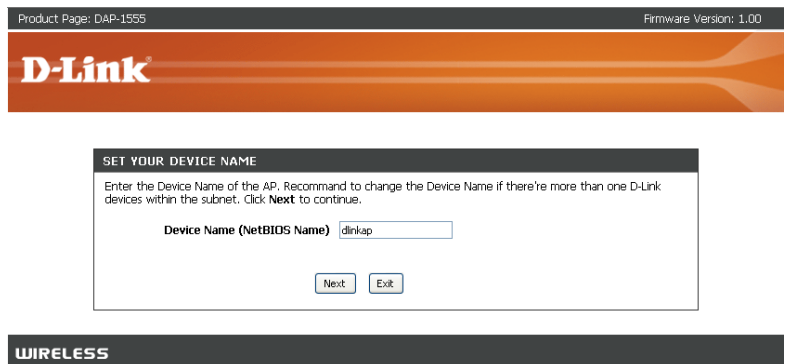 Product Page: DAP-1555 Firmware Version: 1.00
D-Link®
SET YOUR DEVICE NAME
Enter the Device Name of the AP. Recommand to change the Device Name if there're more than one D-Link
devices within the subnet. Click Next to continue.
Device Name (NetBIOS Name) dlinkap
Next Exit
WIRELESS